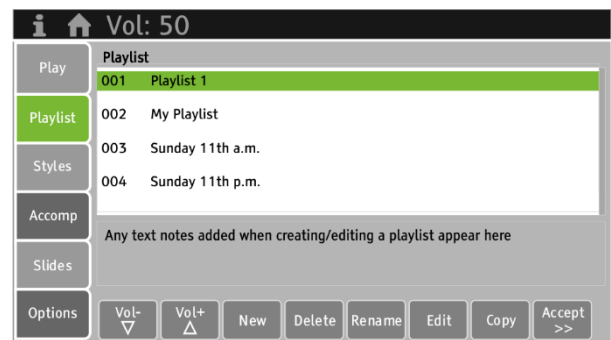 i Vol: 50
Play
Playlist
Styles
Accomp
Slides
Options
Playlist
001 Playlist 1
002 My Playlist
003 Sunday 11th a.m.
004 Sunday 11th p.m.
Any text notes added when creating/editing a playlist appear here
Vol- Vol+ New Delete Rename Edit Copy Accept >>